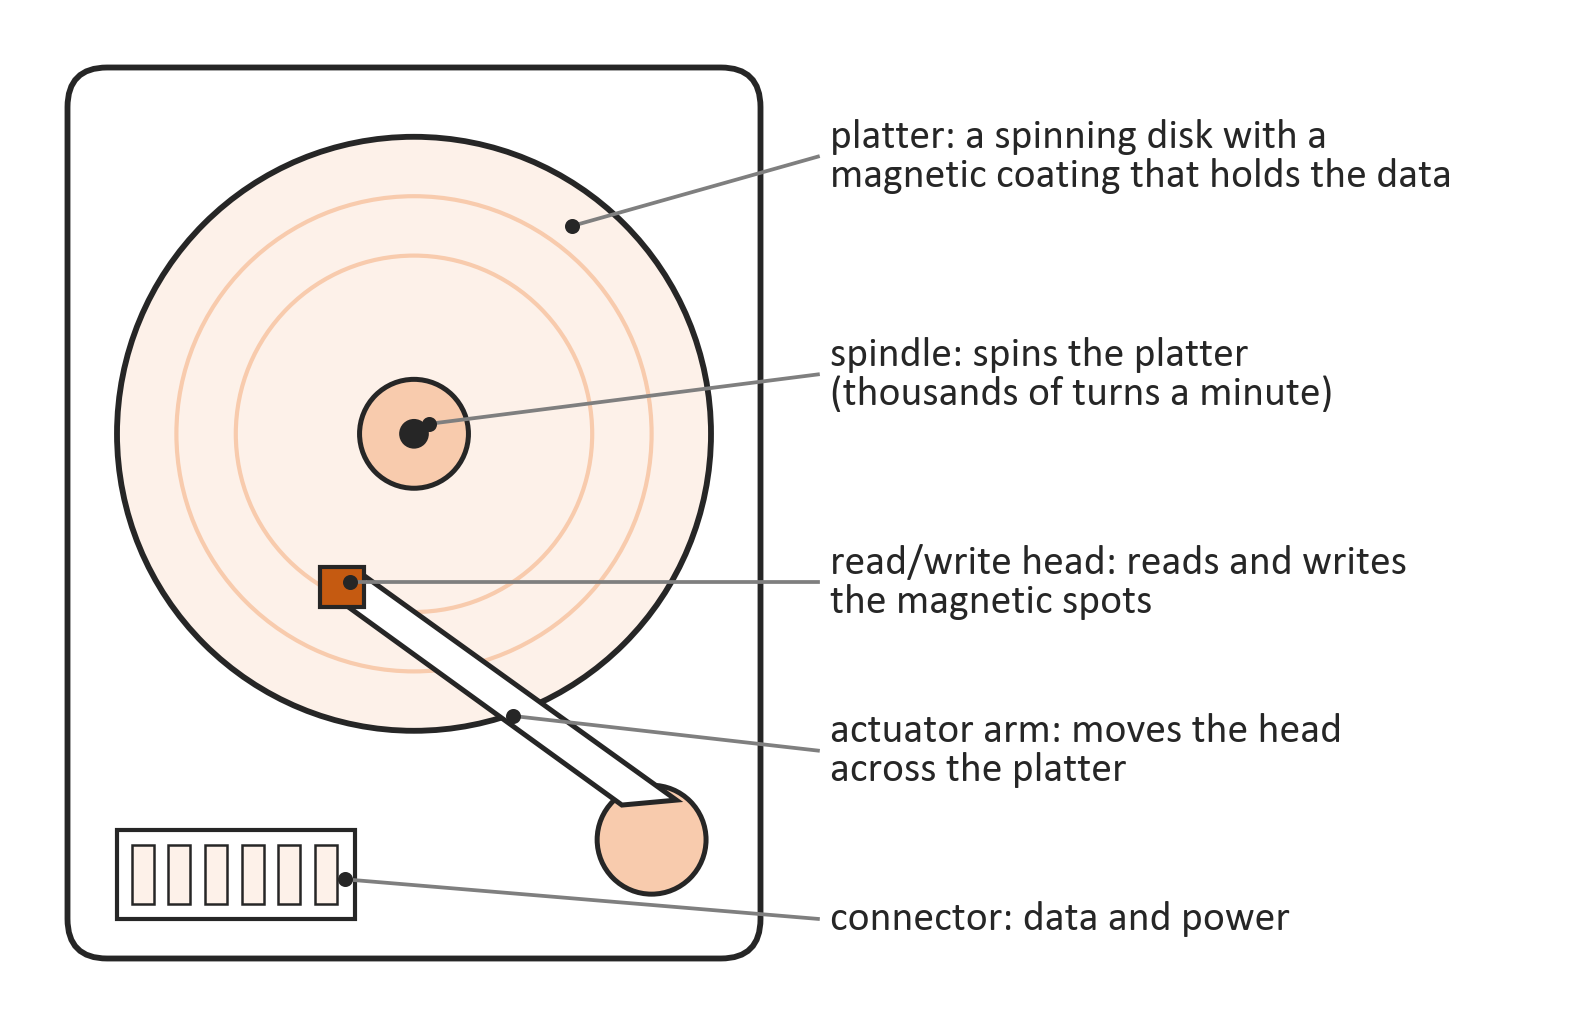 platter: a spinning disk with a
magnetic coating that holds the data
spindle: spins the platter
(thousands of turns a minute)
read/write head: reads and writes
the magnetic spots
actuator arm: moves the head
across the platter
connector: data and power